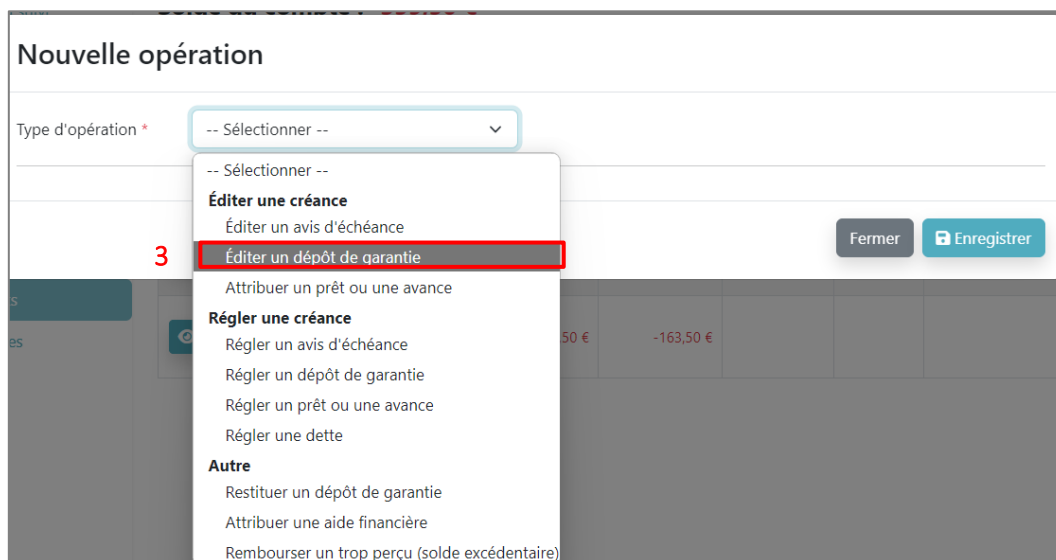 Nouvelle opération
Type d'opération *
-- Sélectionner --
-- Sélectionner --
Éditer une créance
Éditer un avis d'échéance
3
Éditer un dépôt de garantie
Attribuer un prêt ou une avance
Régler une créance
Régler un avis d'échéance
Régler un dépôt de garantie
Régler un prêt ou une avance
Régler une dette
Autre
Restituer un dépôt de garantie
Attribuer une aide financière
Rembourser un trop perçu (solde excédentaire)
Fermer
Enregistrer
,50 €
-163,50 €